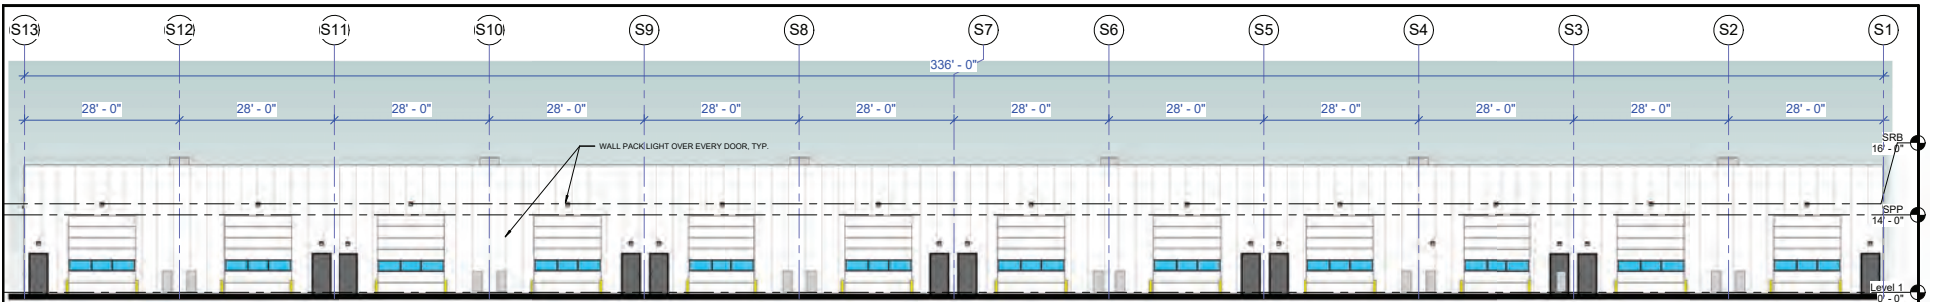 S13 S12 S11 S10 S9 S8 S7 S6 S5 S4 S3 S2 S1
336' - 0"
28' - 0" 28' - 0" 28' - 0" 28' - 0" 28' - 0" 28' - 0" 28' - 0" 28' - 0" 28' - 0" 28' - 0" 28' - 0" 28' - 0"
SRB
16' - 0"
WALL PACK LIGHT OVER EVERY DOOR, TYP.
SPP
14' - 0"
Level 1
0' - 0"